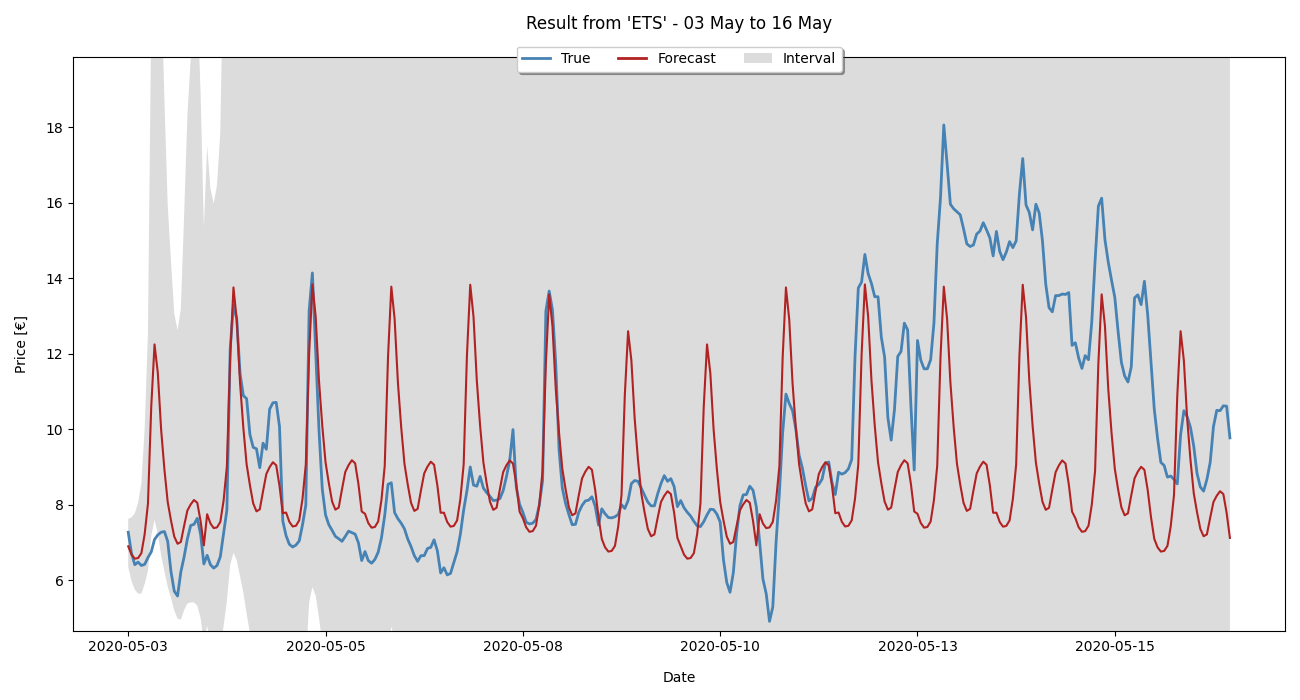 Result from 'ETS' - 03 May to 16 May
True Forecast Interval
Price [€]
18
16
14
12
10
8
6
2020-05-03 2020-05-05 2020-05-08 2020-05-10 2020-05-13 2020-05-15
Date